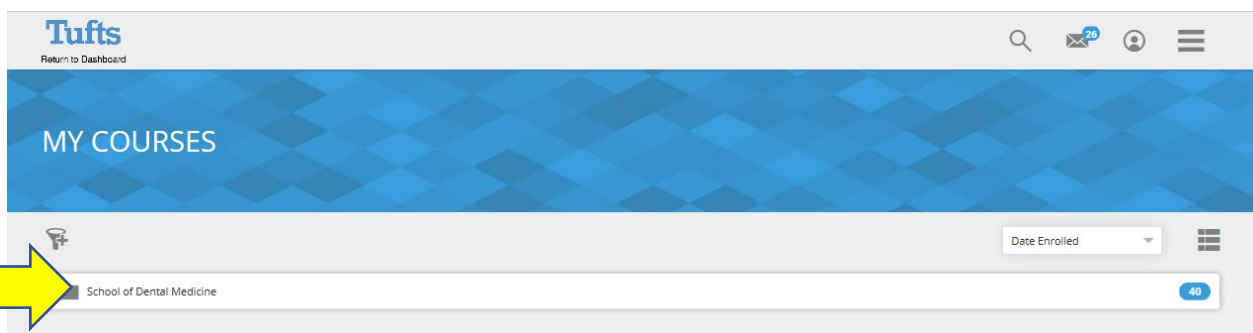 Tufts
Return to Dashboard
26
MY COURSES
Date Enrolled
School of Dental Medicine
40